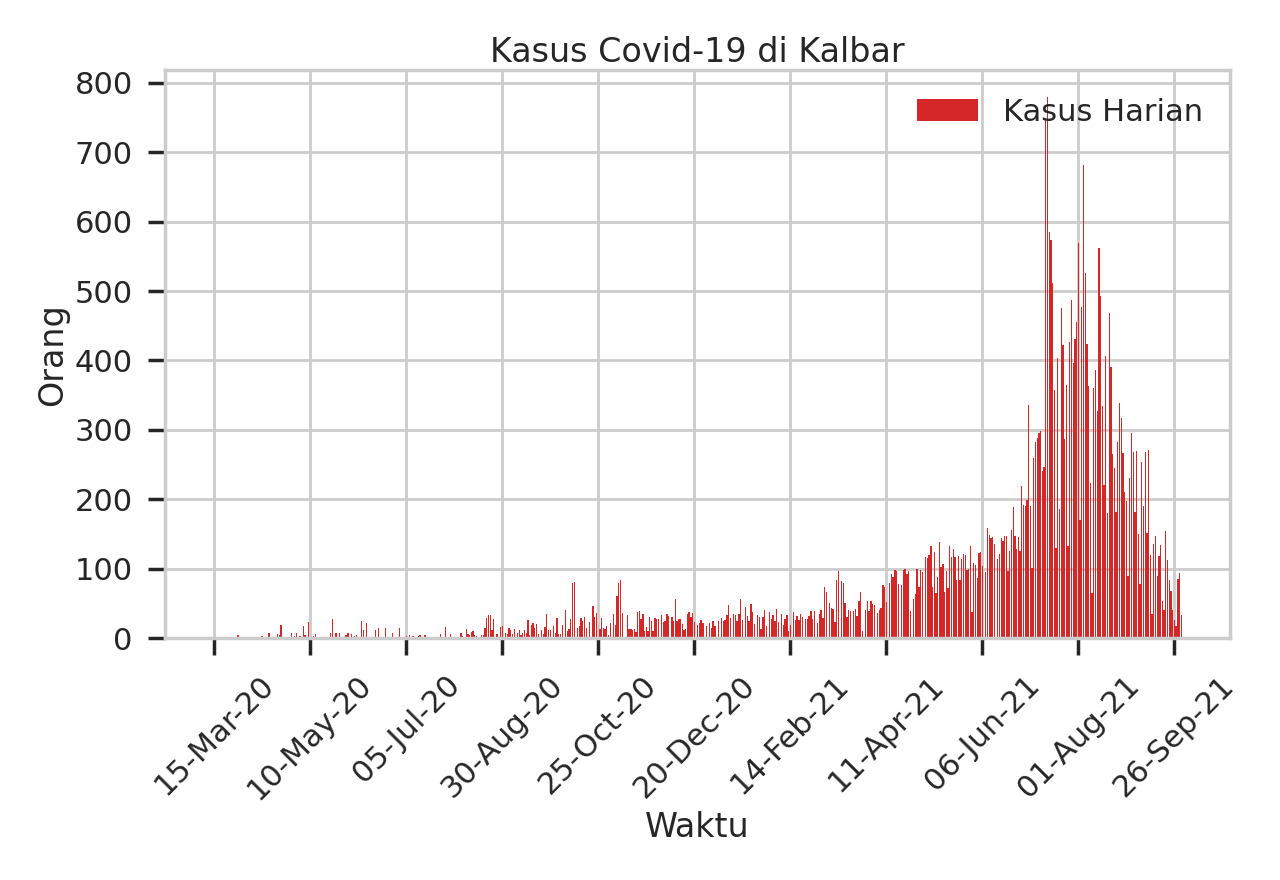 Kasus Covid-19 di Kalbar
Kasus Harian
Orang
800
700
600
500
400
300
200
100
0
15-Mar-20
10-May-20
05-Jul-20
30-Aug-20
25-Oct-20
20-Dec-20
14-Feb-21
11-Apr-21
06-Jun-21
01-Aug-21
26-Sep-21
Waktu